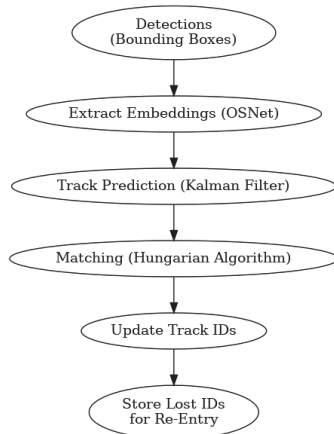 Detections
(Bounding Boxes)
Extract Embeddings (OSNet)
Track Prediction (Kalman Filter)
Matching (Hungarian Algorithm)
Update Track IDs
Store Lost IDs
for Re-Entry